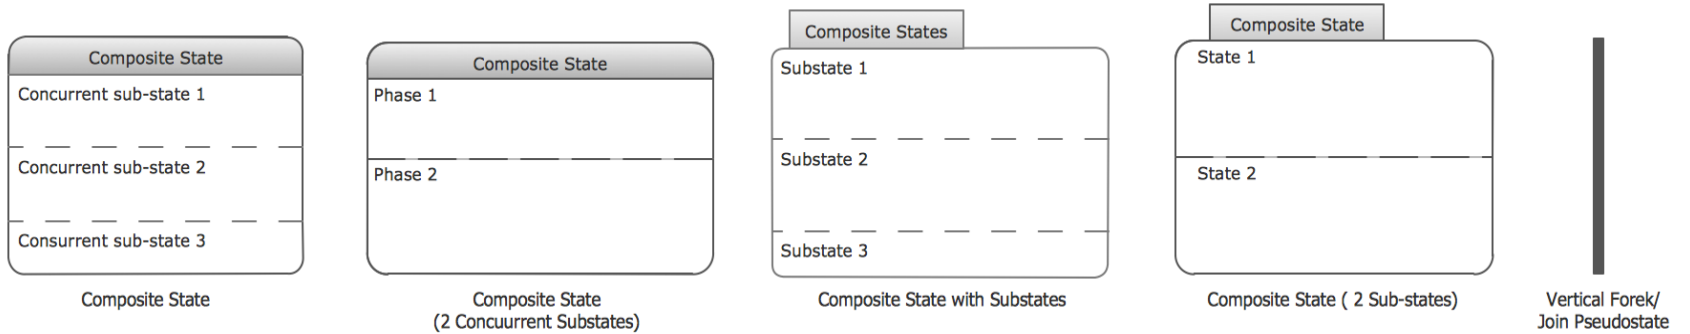 Composite State
Concurrent sub-state 1
Concurrent sub-state 2
Consurrent sub-state 3
Composite State
Composite State
Phase 1
Phase 2
Composite State
(2 Concuurrent Substates)
Composite States
Substate 1
Substate 2
Substate 3
Composite State with Substates
Composite State
State 1
State 2
Composite State ( 2 Sub-states)
Vertical Forek/
Join Pseudostate